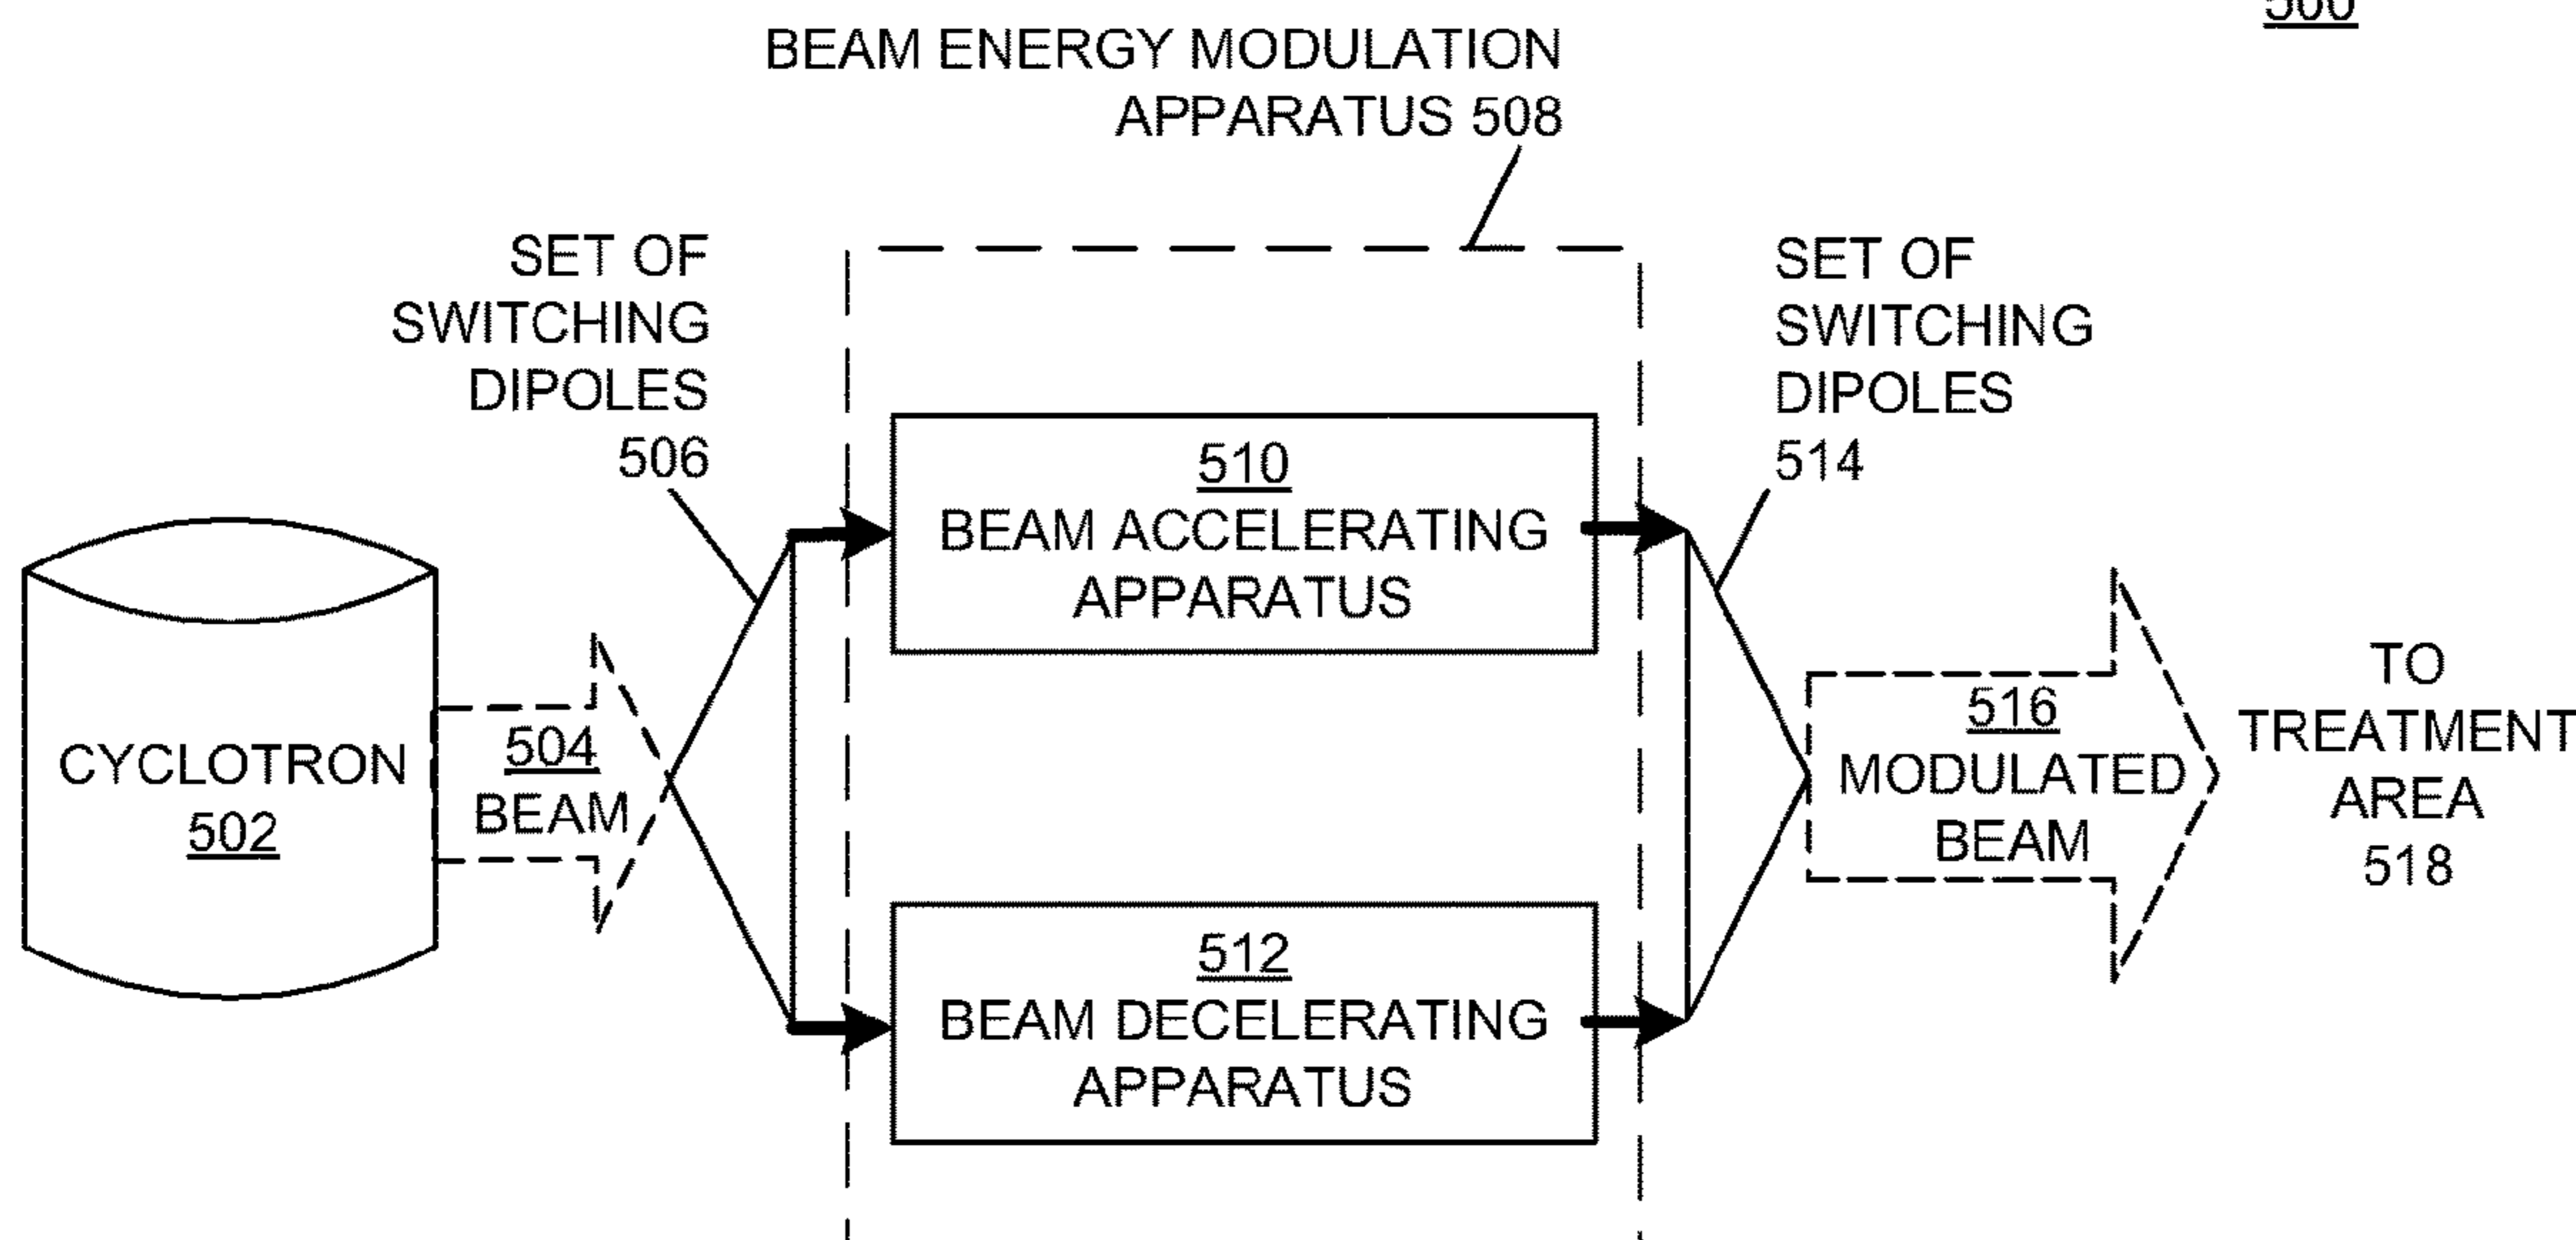 BEAM ENERGY MODULATION
APPARATUS 508
SET OF
SWITCHING
DIPOLES
506
SET OF
SWITCHING
DIPOLES
514
510
BEAM ACCELERATING
APPARATUS
CYCLOTRON
502
504
BEAM
516
MODULATED
BEAM
TO
TREATMENT
AREA
518
512
BEAM DECELERATING
APPARATUS